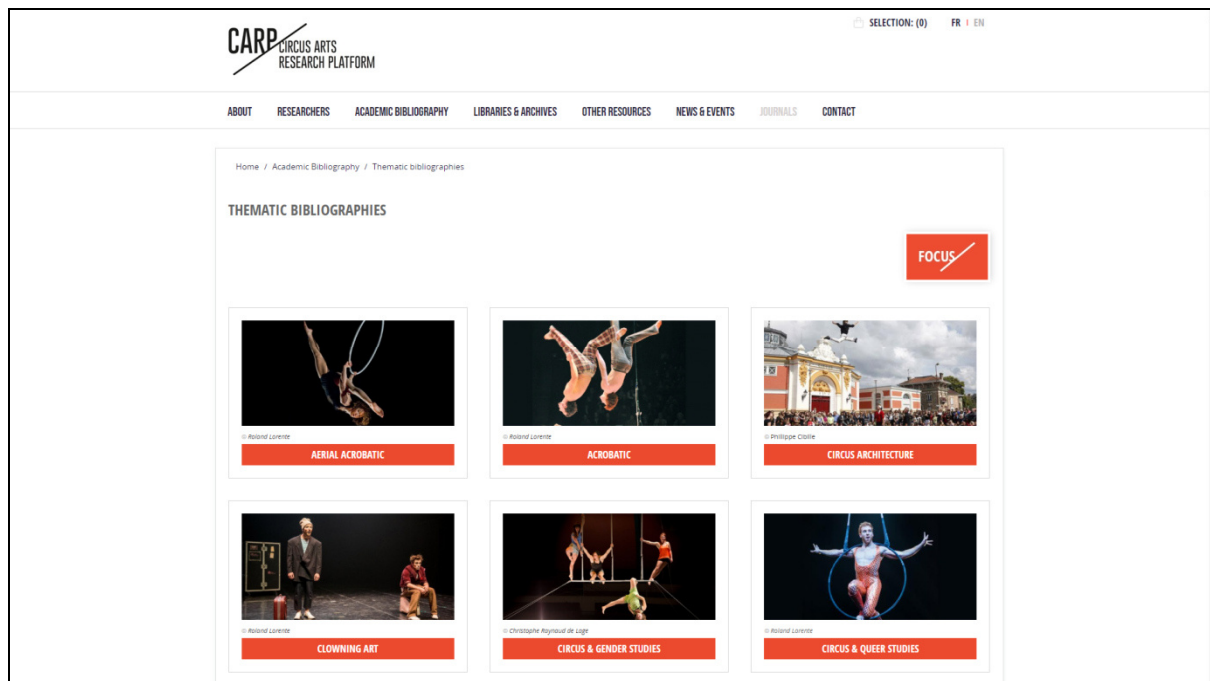 SELECTION: (0) FR | EN
CARP CIRCUS ARTS
RESEARCH PLATFORM
ABOUT RESEARCHERS ACADEMIC BIBLIOGRAPHY LIBRARIES & ARCHIVES OTHER RESOURCES NEWS & EVENTS JOURNALS CONTACT
Home / Academic Bibliography / Thematic bibliographies
THEMATIC BIBLIOGRAPHIES
FOCUS
© Roland Lorente
AERIAL ACROBATIC
© Roland Lorente
ACROBATIC
© Philippe Cibille
CIRCUS ARCHITECTURE
© Roland Lorente
CLOWNING ART
© Christophe Raynaud de Lage
CIRCUS & GENDER STUDIES
© Roland Lorente
CIRCUS & QUEER STUDIES